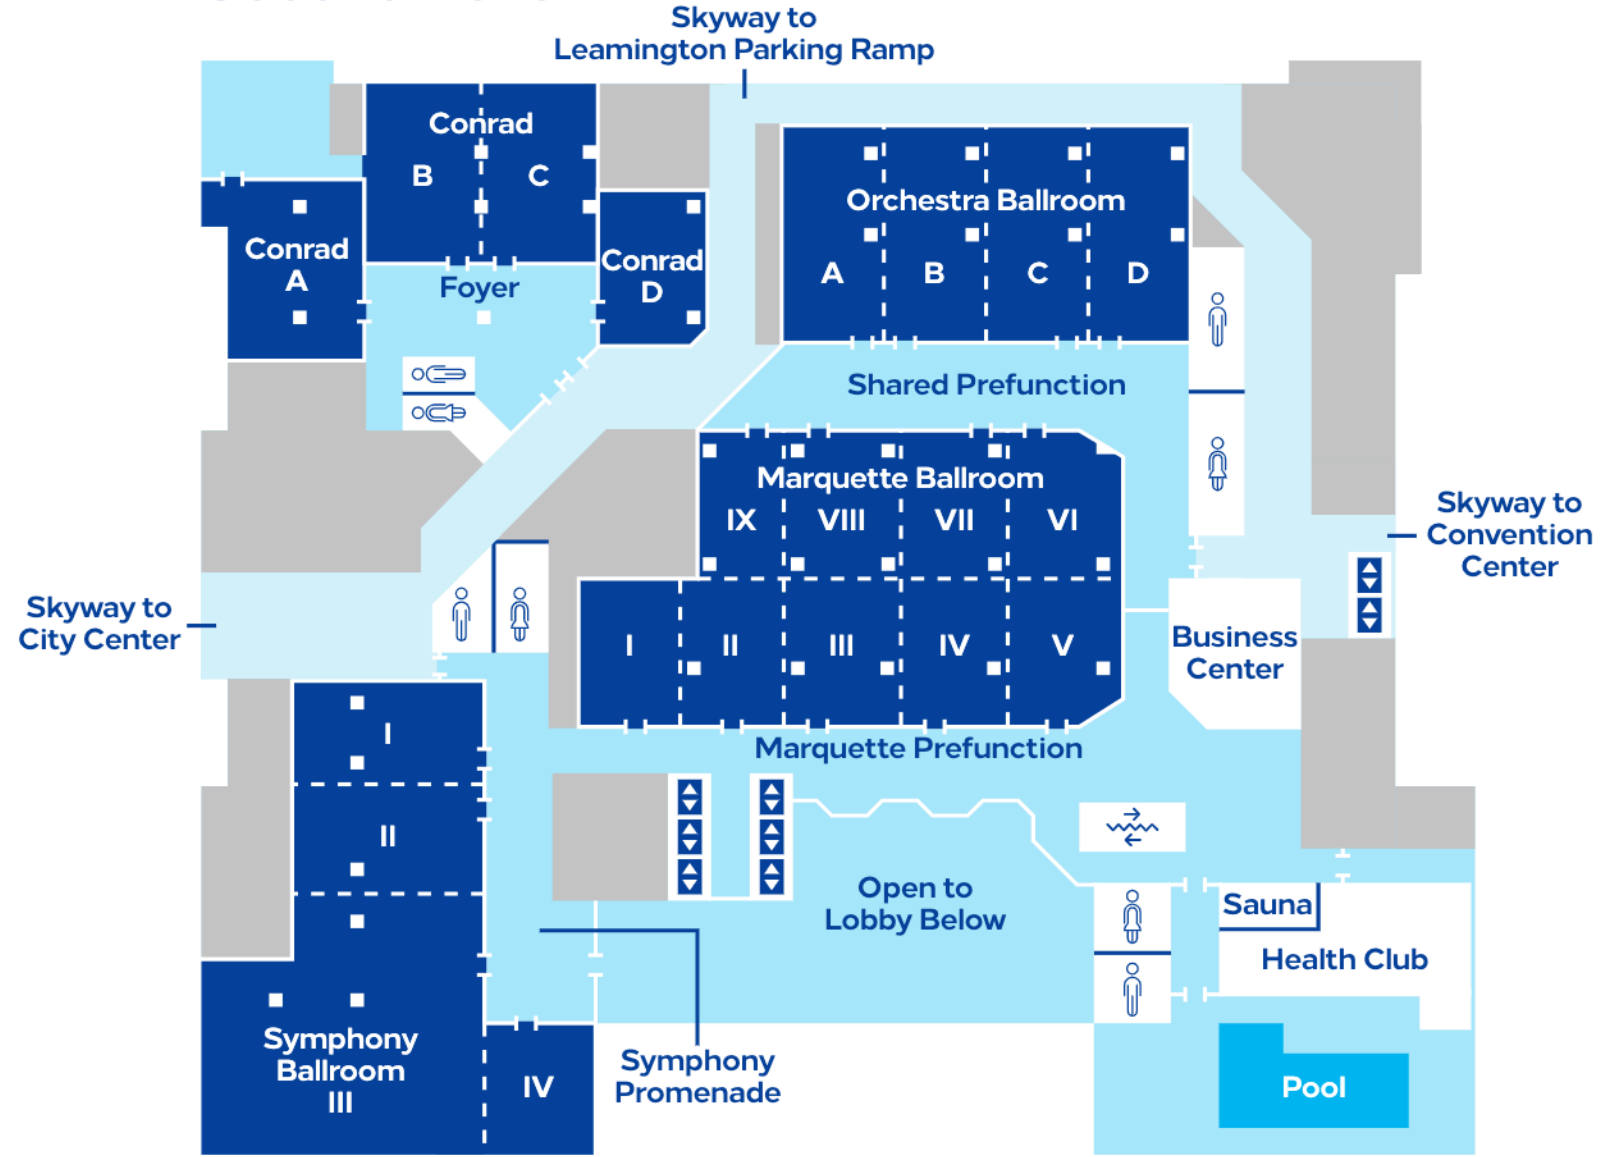 Skyway to
Leamington Parking Ramp
Conrad
B
C
Conrad
A
Conrad
D
Foyer
Orchestra Ballroom
A
B
C
D
Shared Prefunction
Marquette Ballroom
IX
VIII
VII
VI
I
II
III
IV
V
Marquette Prefunction
Skyway to
Convention
Center
Business
Center
Skyway to
City Center
I
II
Symphony
Ballroom
III
IV
Symphony
Promenade
Open to
Lobby Below
Sauna
Health Club
Pool